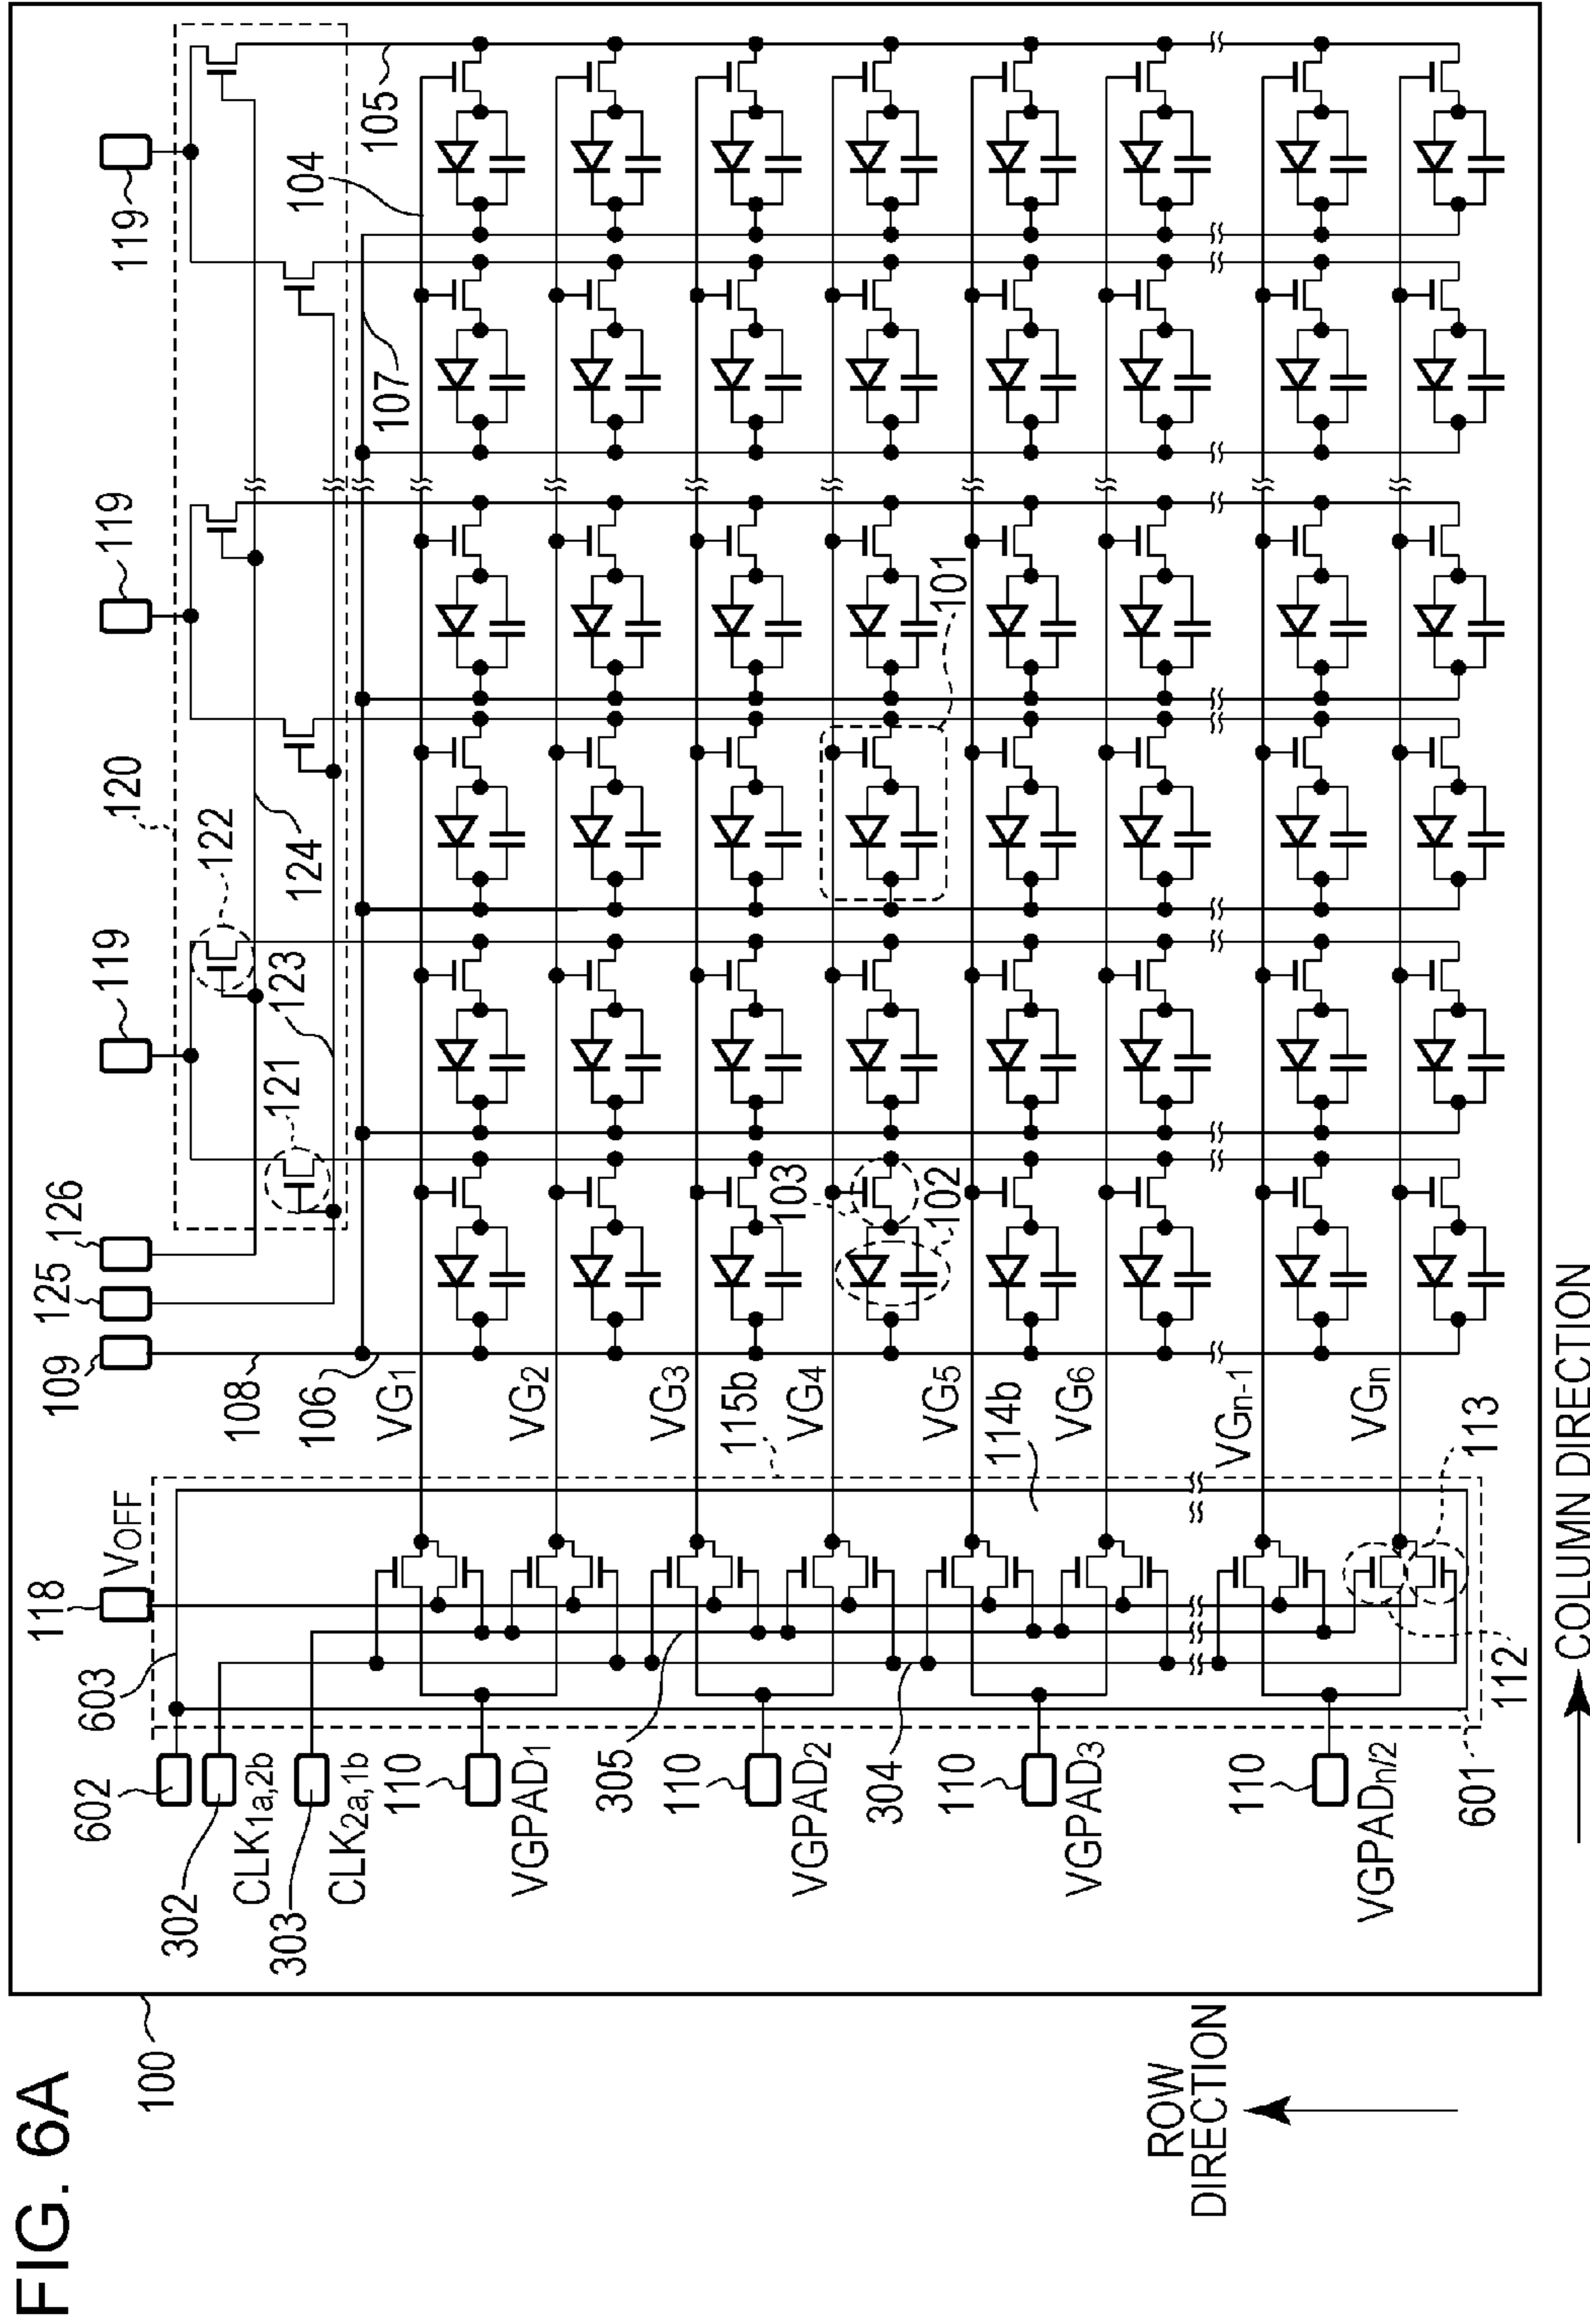 FIG. 6A
100
118
VOFF
603
602
302
CLK1a,2b
303
CLK2a,1b
110
VGPAD1
305
110
VGPAD2
304
110
VGPAD3
110
VGPADn/2
601
112
113
114b
115b
109
125
126
108
106
VG1
VG2
VG3
VG4
VG5
VG6
VGn-1
VGn
119
119
119
120
121
122
123
124
107
104
105
103
102
101
ROW
DIRECTION
COLUMN DIRECTION